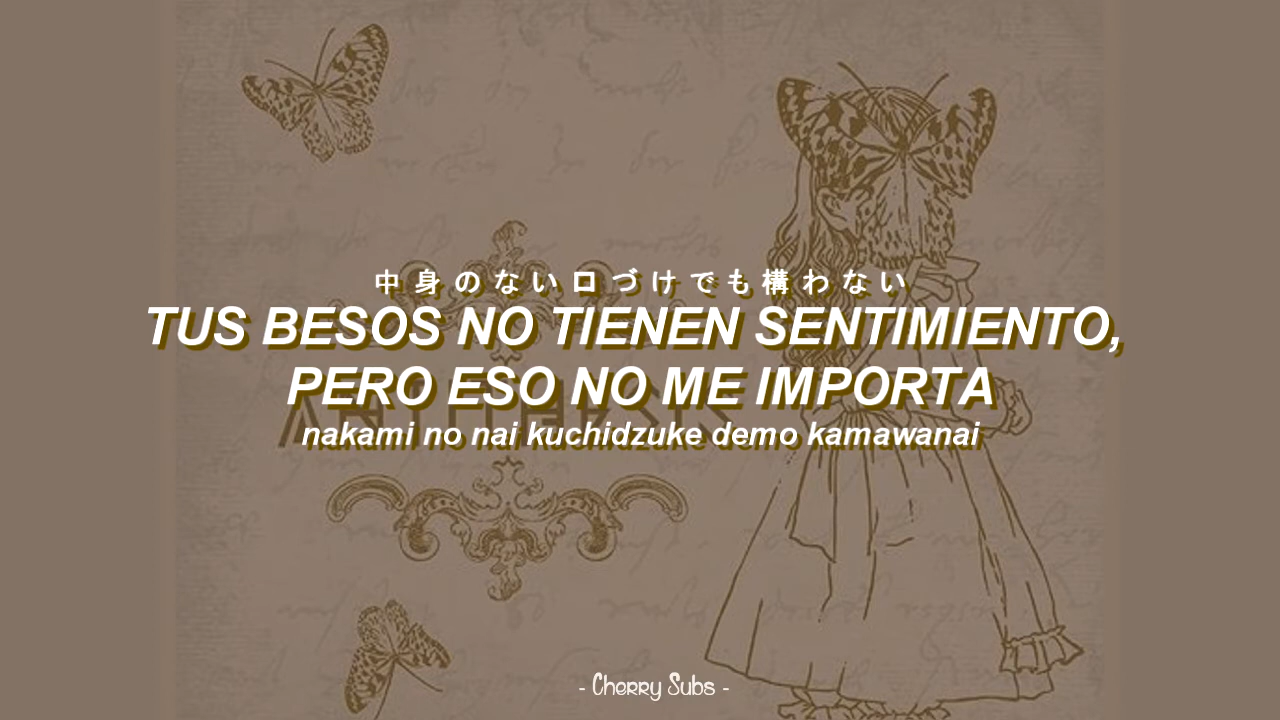 中身のない口づけでも構わない
TUS BESOS NO TIENEN SENTIMIENTO,
PERO ESO NO ME IMPORTA
nakami no nai kuchidzuke demo kamawanai
- Cherry Subs -